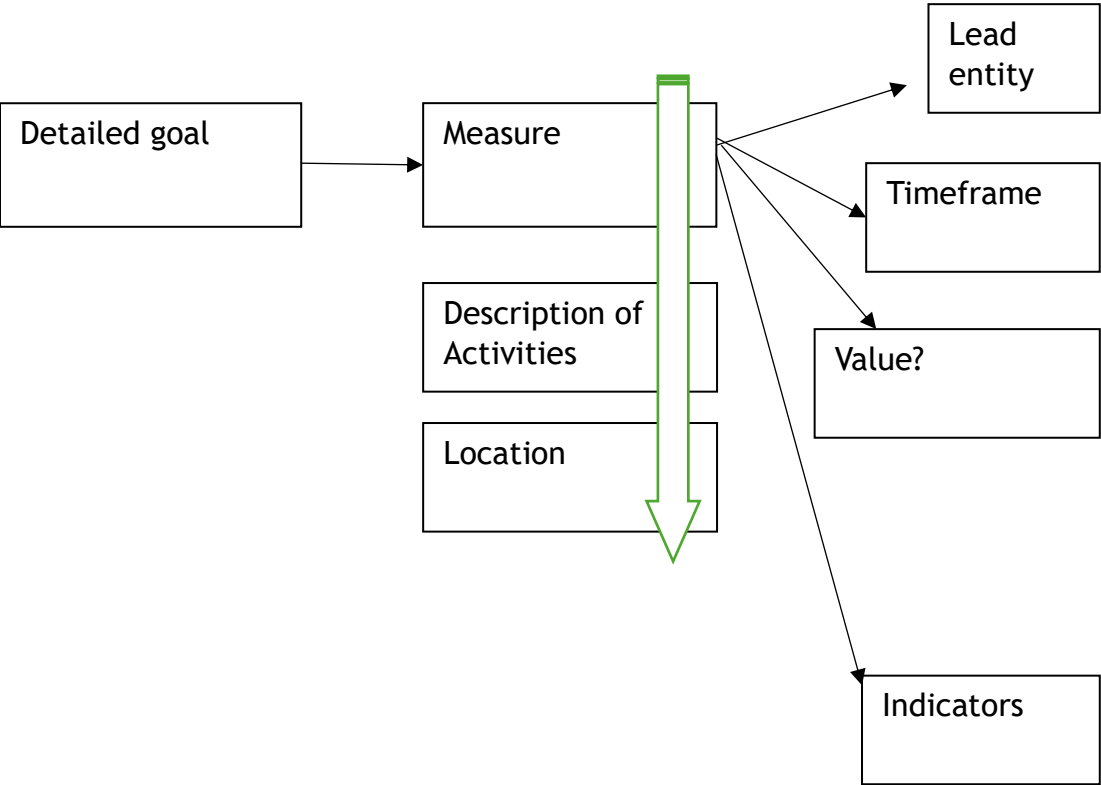 Lead
entity
Detailed goal
Measure
Timeframe
Description of
Activities
Value?
Location
Indicators